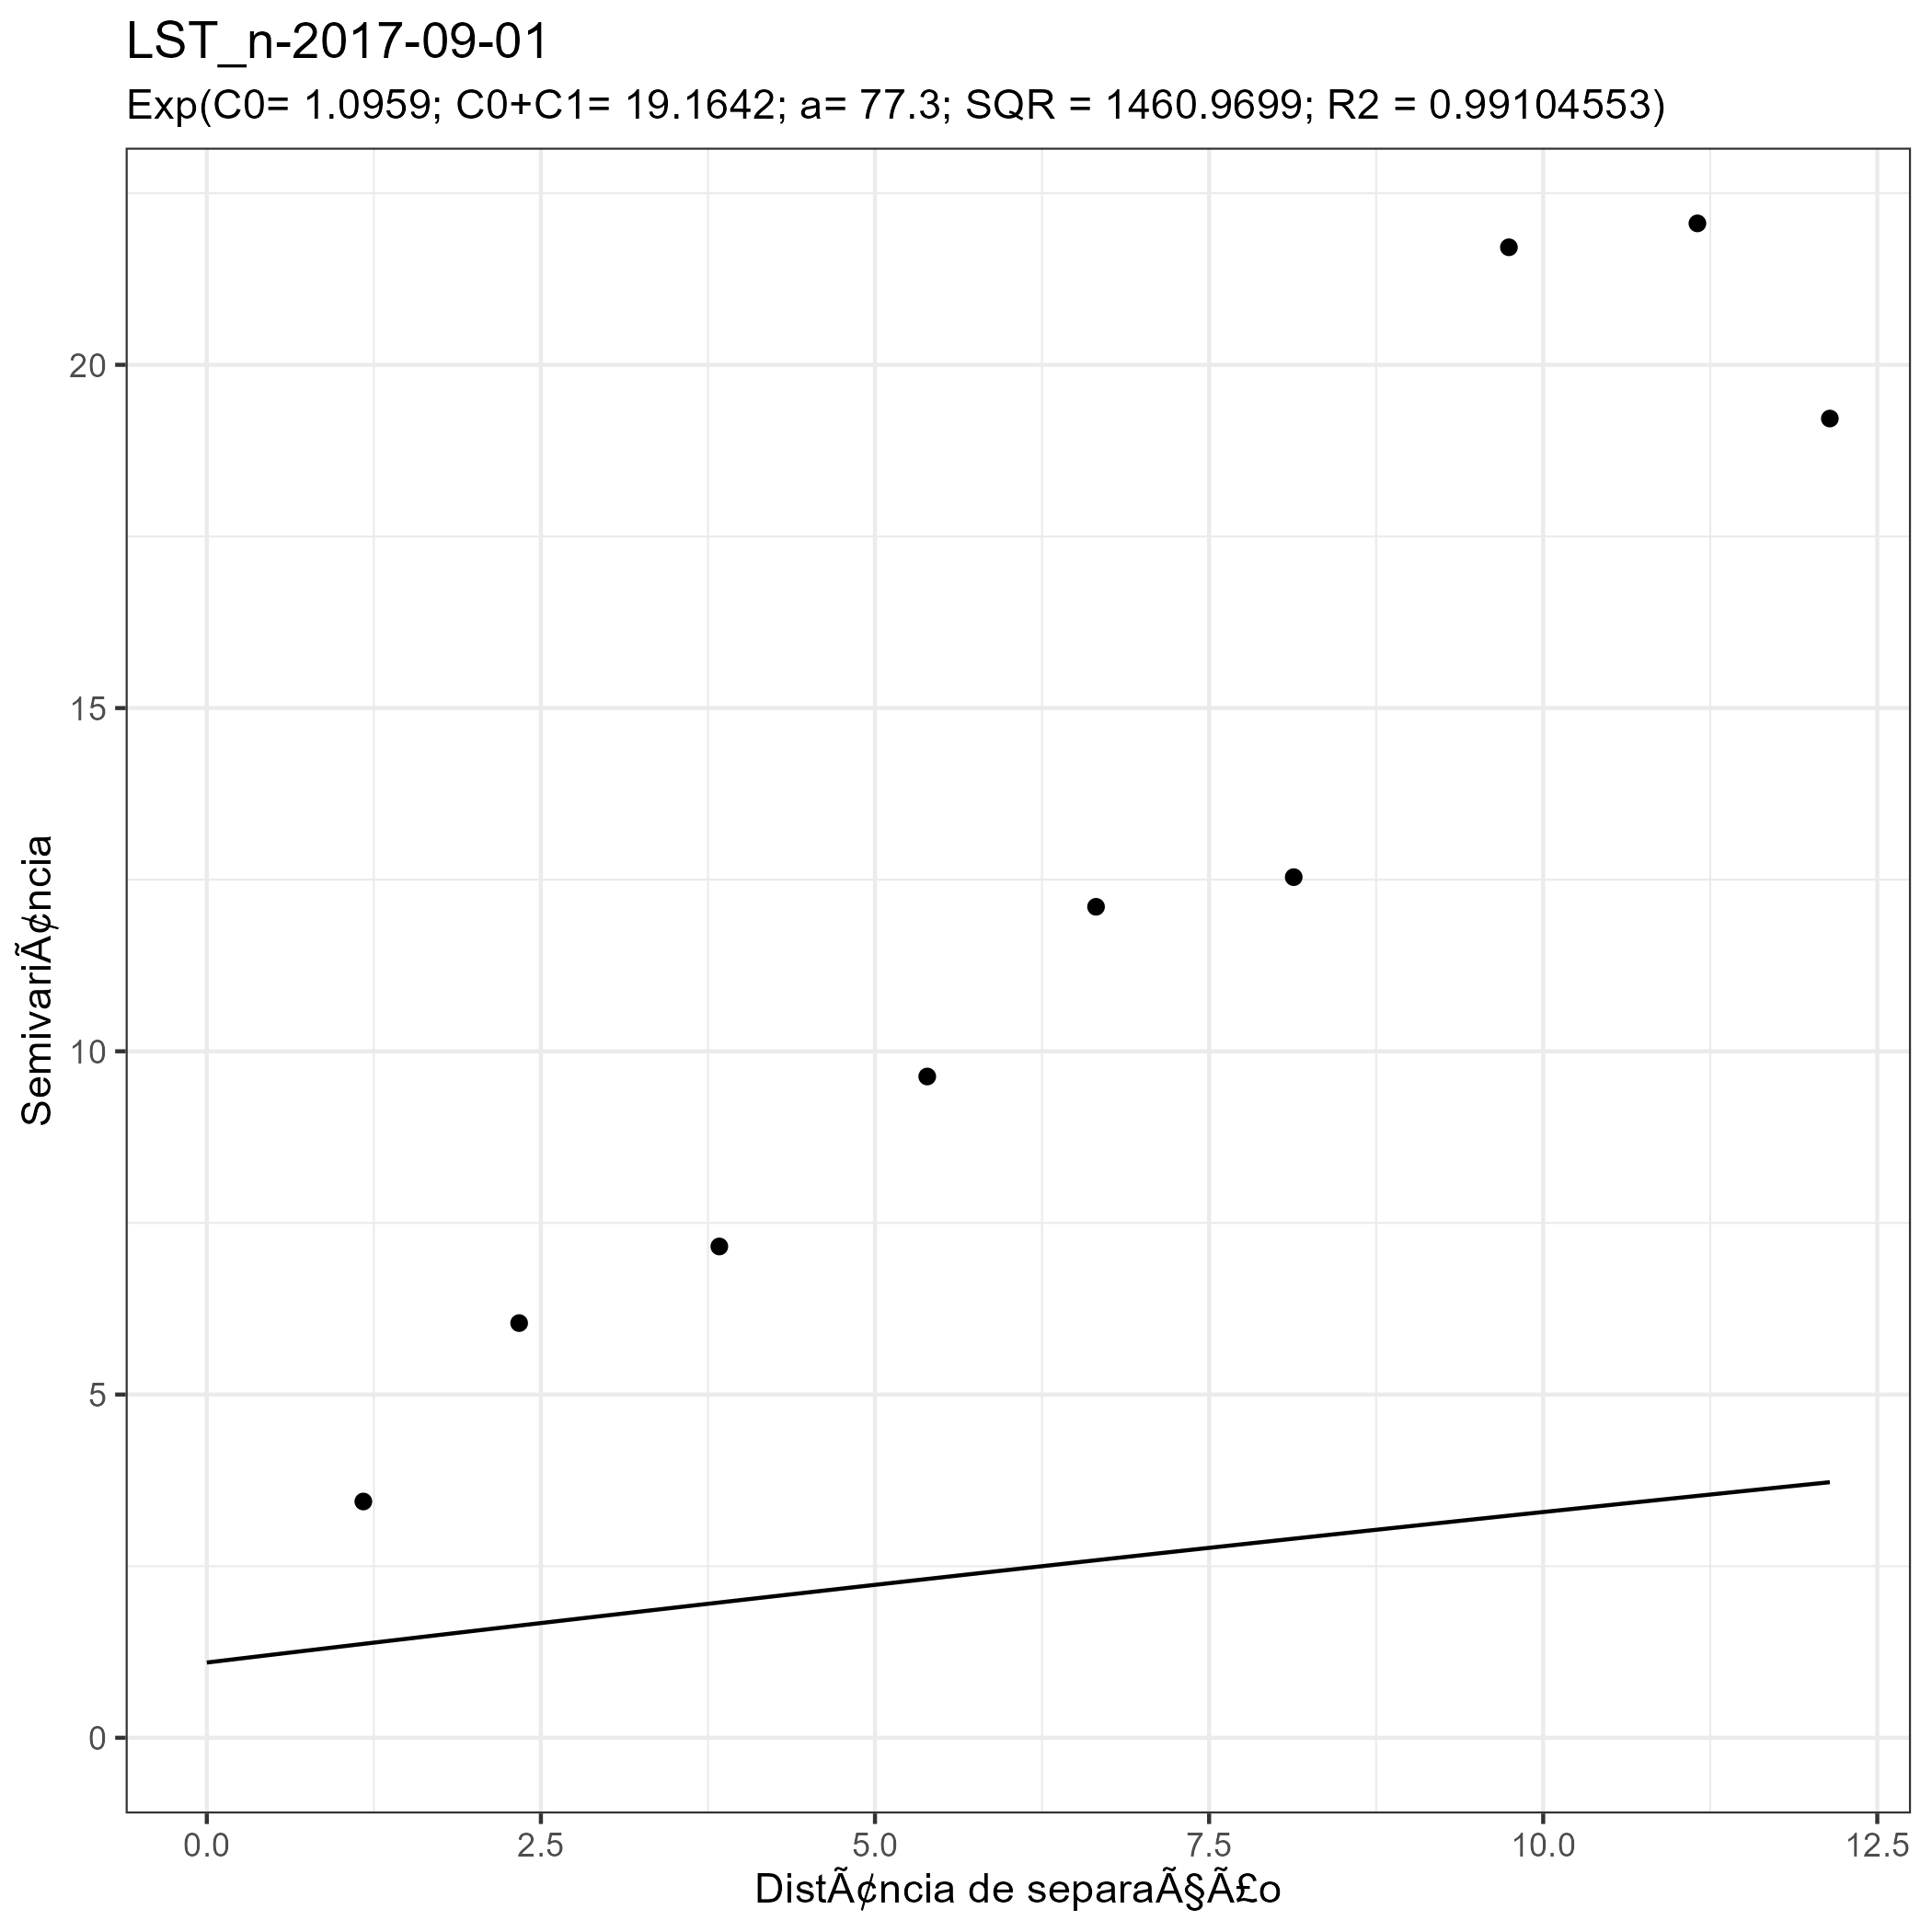 LST_n-2017-09-01
Exp(C0= 1.0959; C0+C1= 19.1642; a= 77.3; SQR = 1460.9699; R2 = 0.99104553)
20
15
10
5
0
SemivariÃ¢ncia
0.0 2.5 5.0 7.5 10.0 12.5
DistÃ¢ncia de separaÃ§Ã£o